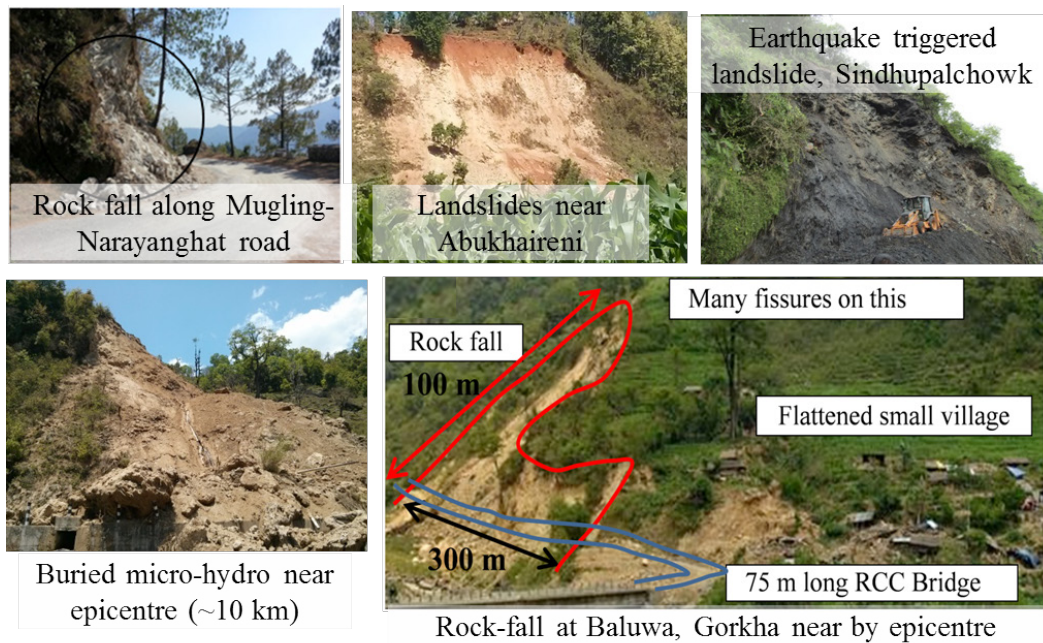 Rock fall along Mugling-
Narayanghat road
Landslides near
Abukhaireni
Earthquake triggered
landslide, Sindhupalchowk
Buried micro-hydro near
epicentre (~10 km)
Many fissures on this
Rock fall
100 m
Flattened small village
300 m
75 m long RCC Bridge
Rock-fall at Baluwa, Gorkha near by epicentre